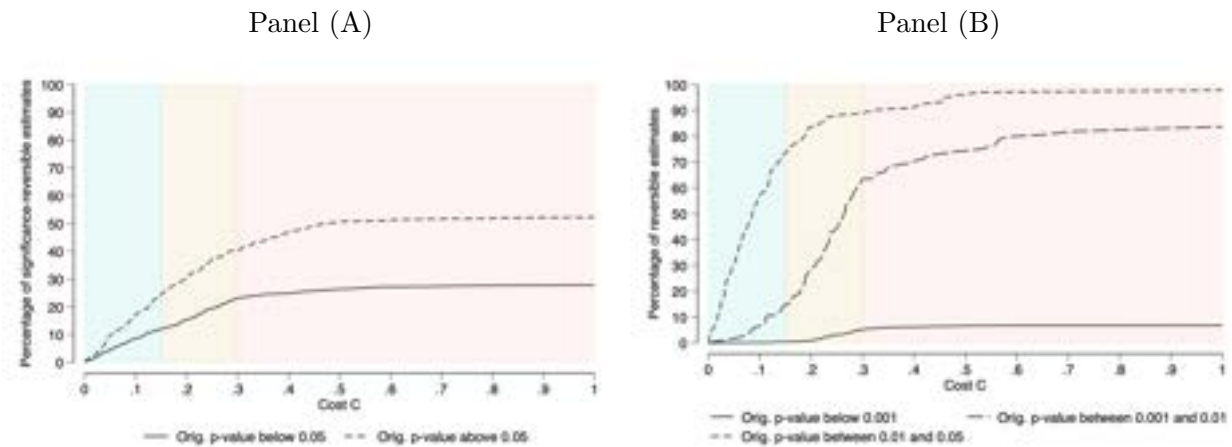 Panel (A)
Panel (B)
Percentage of significance-reversible estimates
100
90
80
70
60
50
40
30
20
10
0
0 .1 .2 .3 .4 .5 .6 .7 .8 .9 1
Cost C
Orig. p-value below 0.05 Orig. p-value above 0.05
Percentage of reversible estimates
100
90
80
70
60
50
40
30
20
10
0
0 .1 .2 .3 .4 .5 .6 .7 .8 .9 1
Cost C
Orig. p-value below 0.001 Orig. p-value between 0.001 and 0.01
Orig. p-value between 0.01 and 0.05